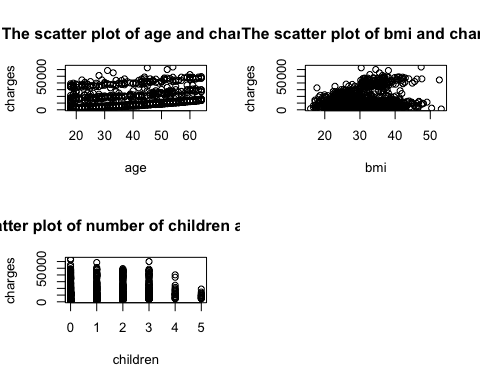 The scatter plot of age and char
The scatter plot of bmi and char
charges
0 50000
20 30 40 50 60
age
charges
0 50000
20 30 40 50
bmi
atter plot of number of children a
charges
0 50000
0 1 2 3 4 5
children